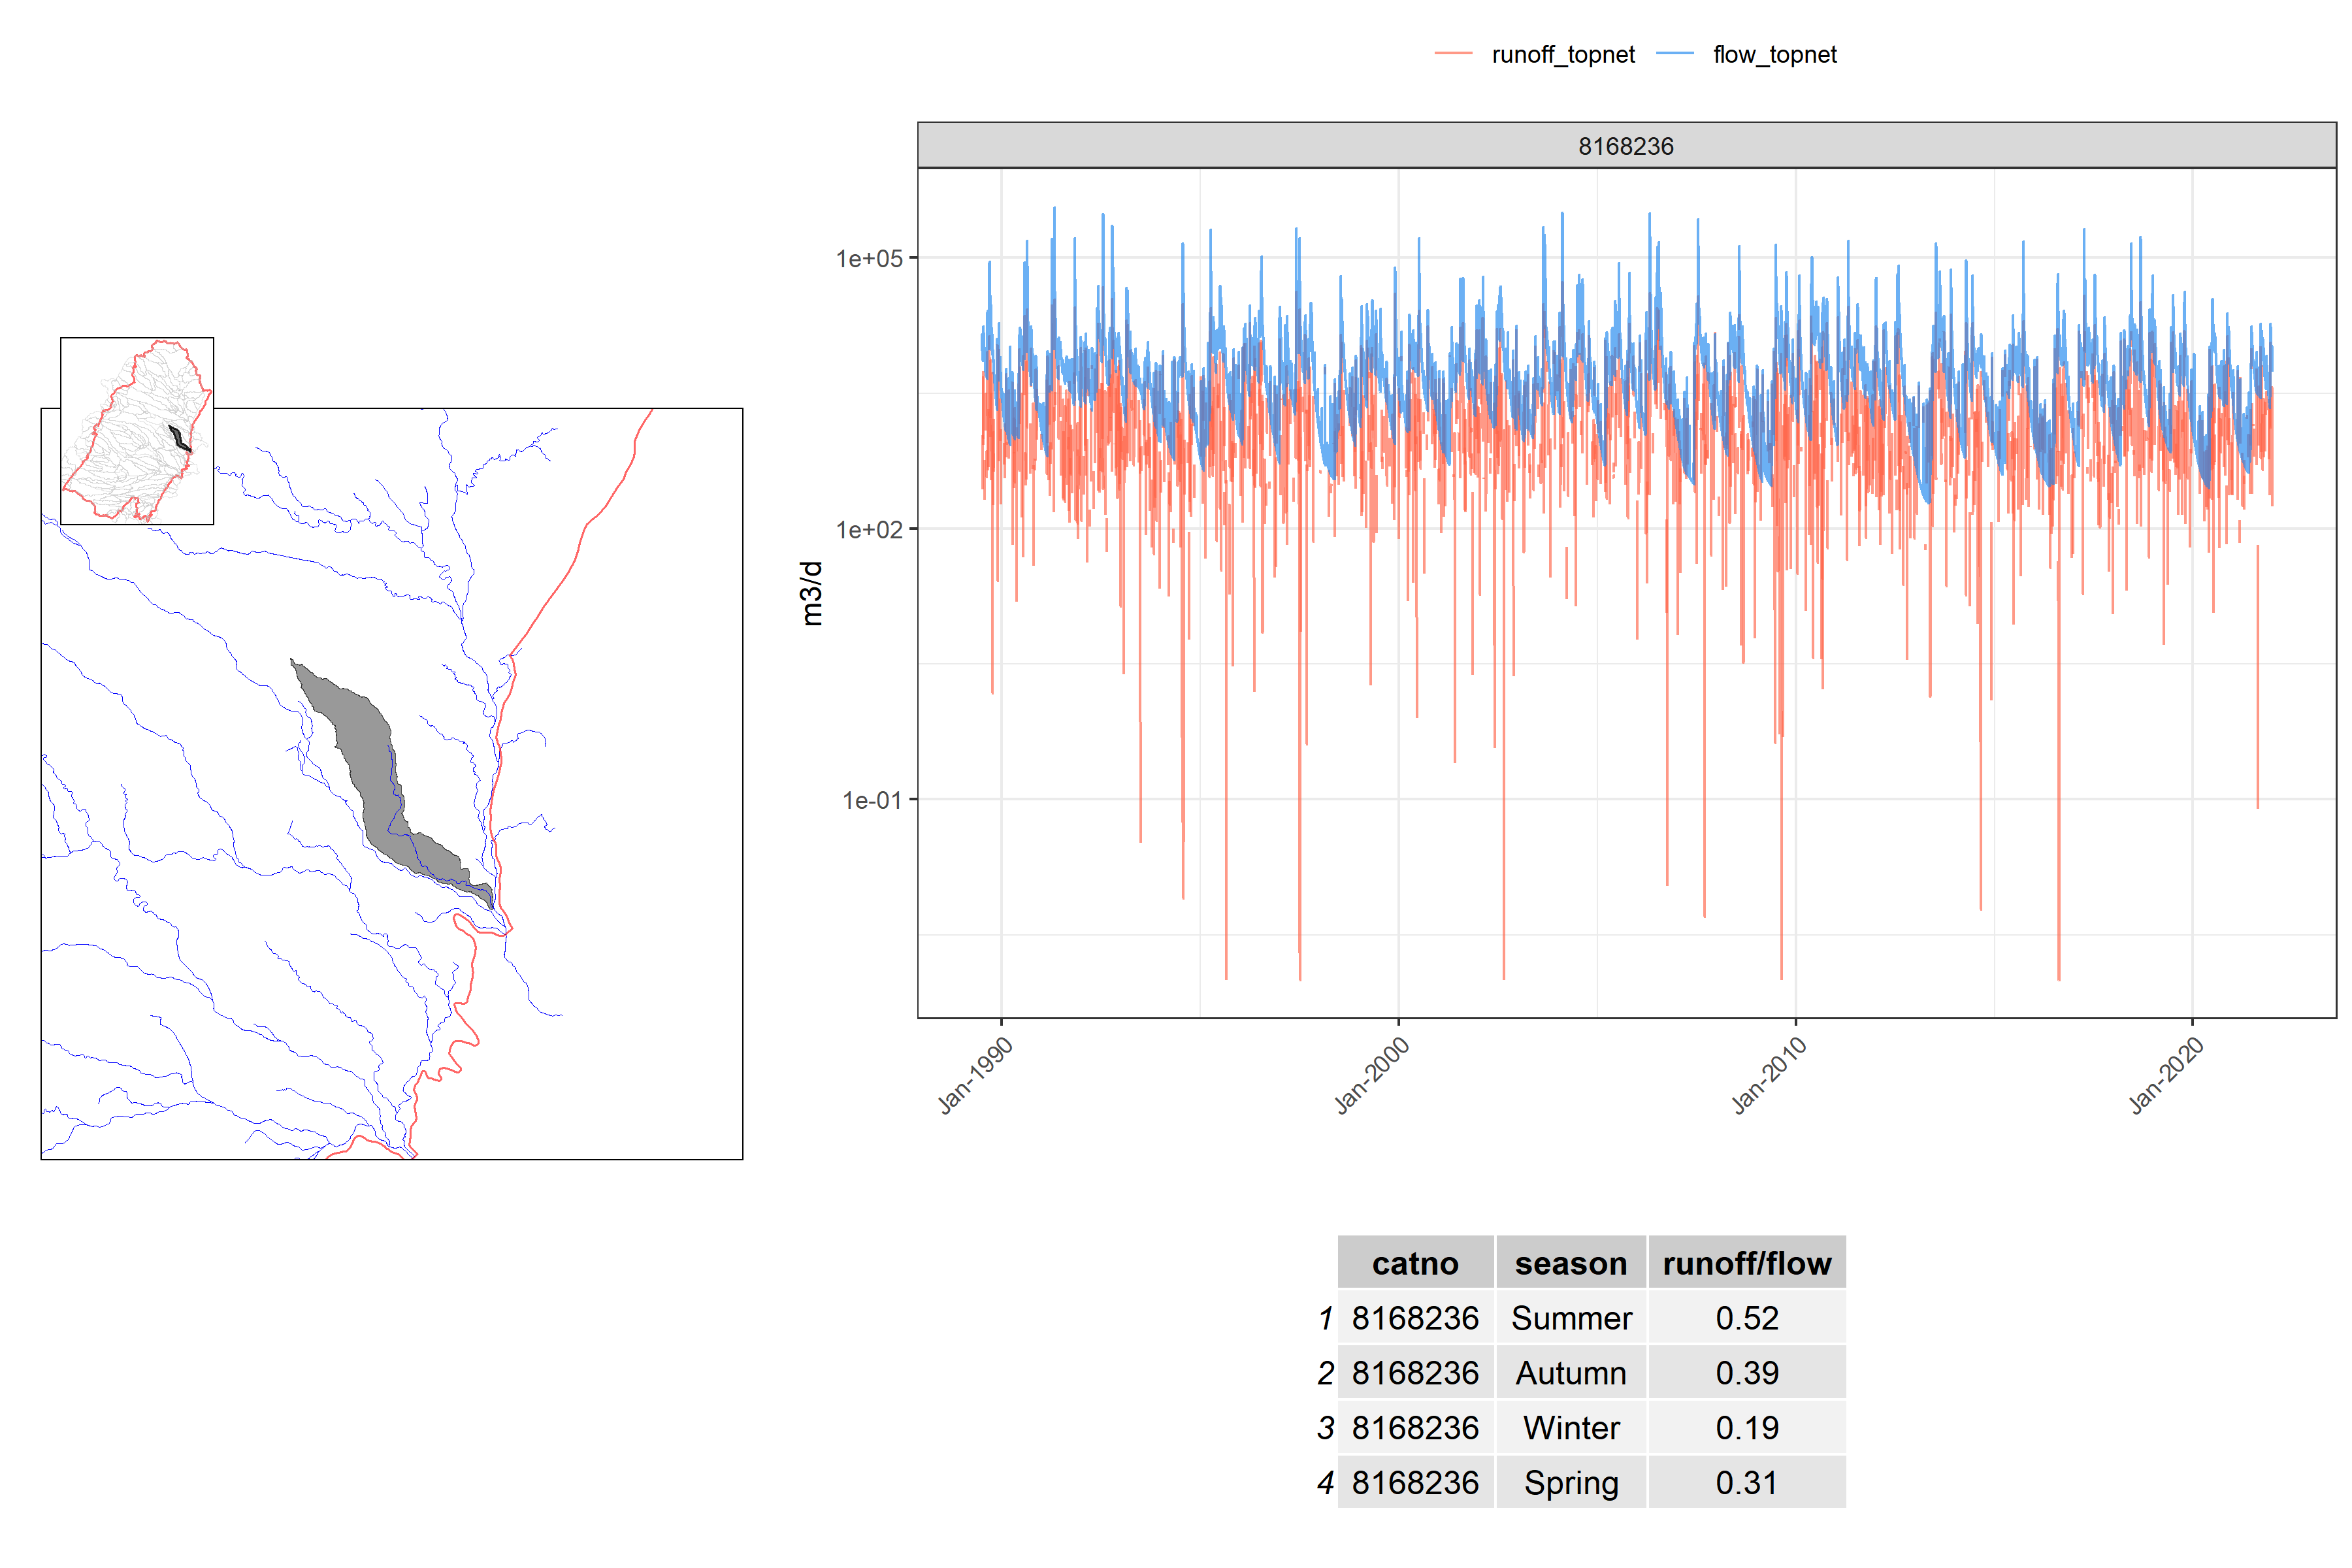 runoff_topnet flow_topnet
8168236
1e+05
1e+02
1e-01
m3/d
Jan-1990 Jan-2000 Jan-2010 Jan-2020
catno season runoff/flow
1 8168236 Summer 0.52
2 8168236 Autumn 0.39
3 8168236 Winter 0.19
4 8168236 Spring 0.31